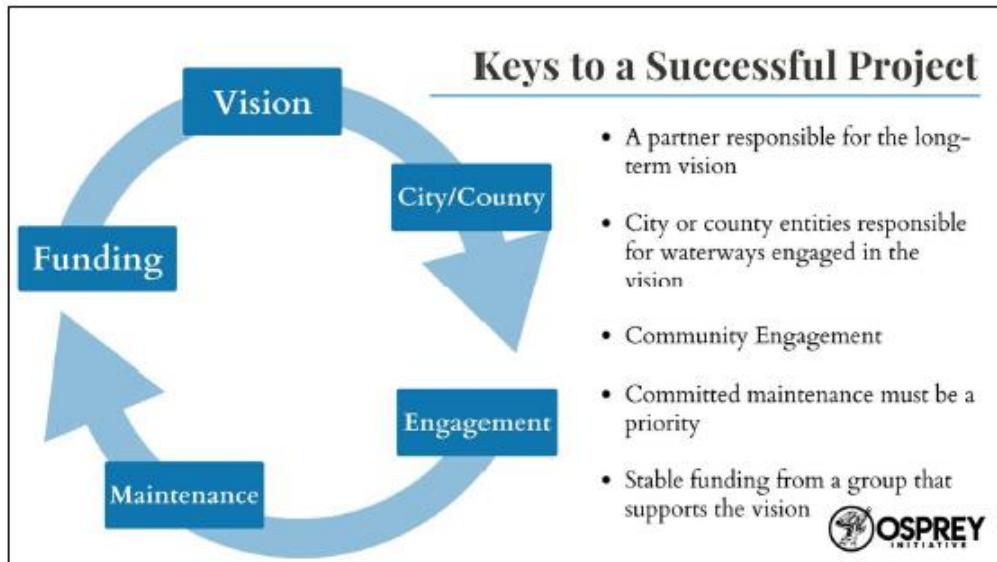 Keys to a Successful Project
Vision
City/County
Funding
Engagement
Maintenance
• A partner responsible for the long-
term vision
• City or county entities responsible
for waterways engaged in the
vision
• Community Engagement
• Committed maintenance must be a
priority
• Stable funding from a group that
supports the vision
OSPREY
INITIATIVE